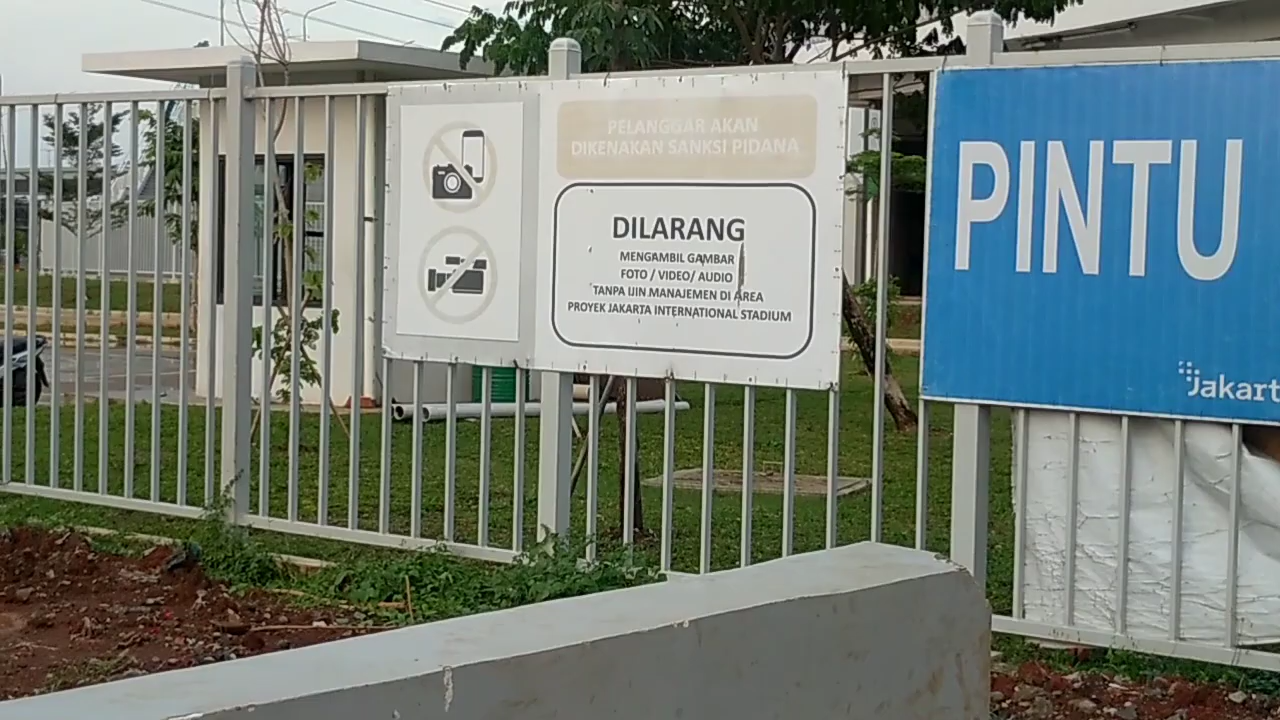 PELANGGAR AKAN
DIKENAKAN SANKSI PIDANA
DILARANG
MENGAMBIL GAMBAR
FOTO / VIDEO/ AUDIO
TANPA IJIN MANAJEMEN DI AREA
PROYEK JAKARTA INTERNATIONAL STADIUM
PINTU
Jakart